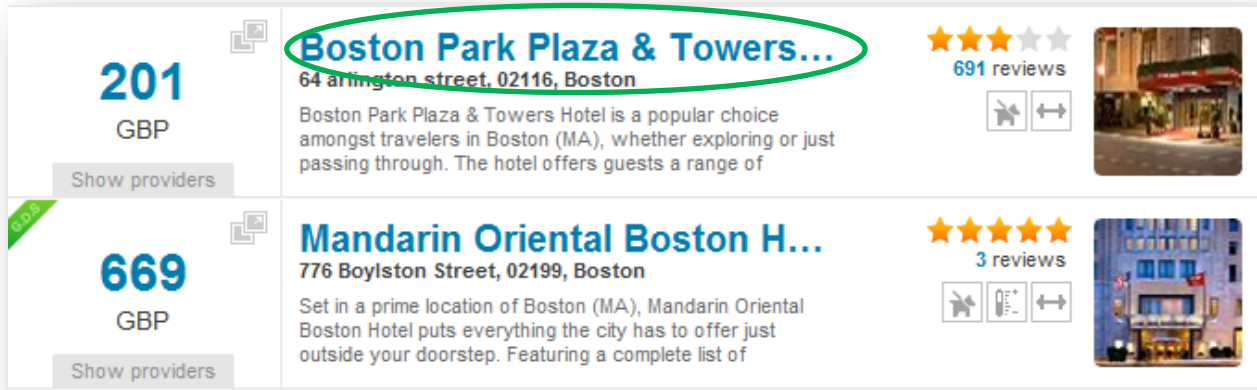 201
GBP
Show providers
Boston Park Plaza & Towers...
64 arlington street, 02116, Boston
Boston Park Plaza & Towers Hotel is a popular choice
amongst travelers in Boston (MA), whether exploring or just
passing through. The hotel offers guests a range of
691 reviews
G.D.S
669
GBP
Show providers
Mandarin Oriental Boston H...
776 Boylston Street, 02199, Boston
Set in a prime location of Boston (MA), Mandarin Oriental
Boston Hotel puts everything the city has to offer just
outside your doorstep. Featuring a complete list of
3 reviews